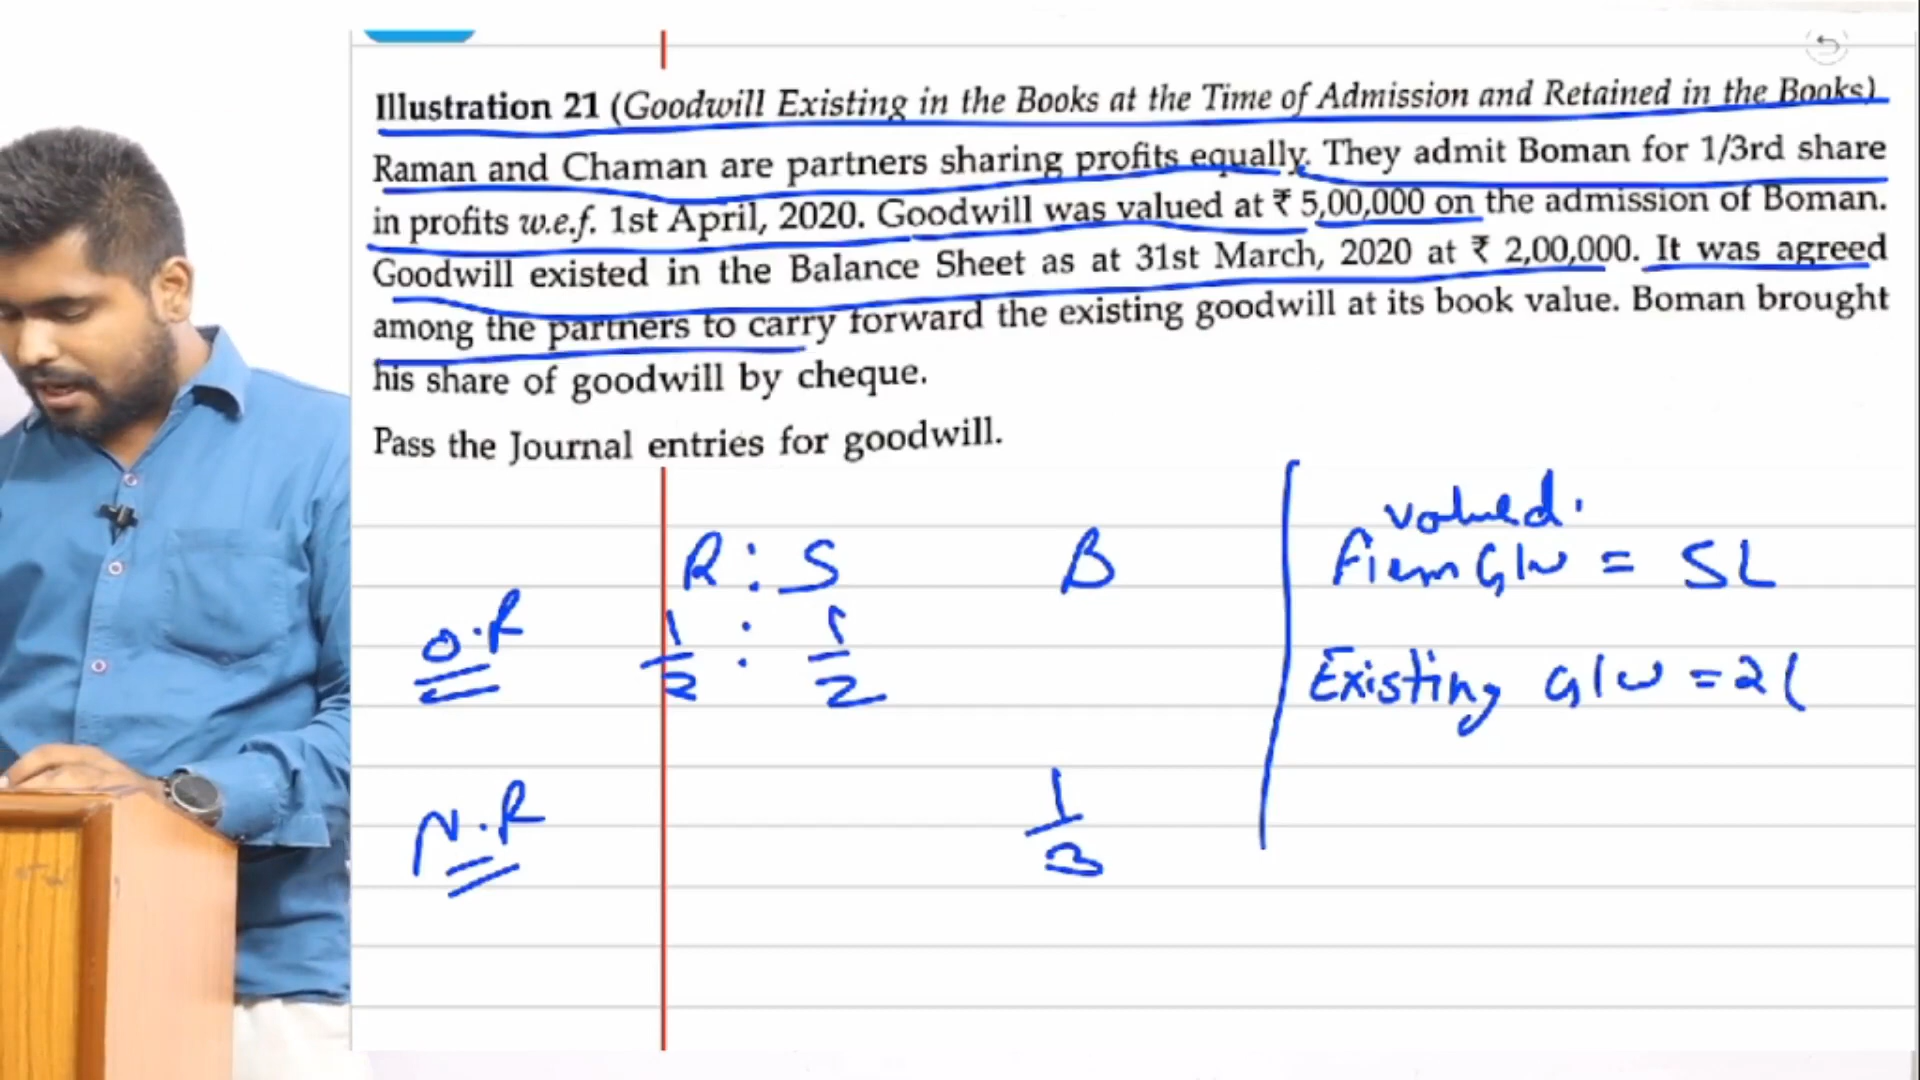 Illustration 21 (Goodwill Existing in the Books at the Time of Admission and Retained in the Books)
Raman and Chaman are partners sharing profits equally. They admit Boman for 1/3rd share
in profits w.e.f. 1st April, 2020. Goodwill was valued at ₹ 5,00,000 on the admission of Boman.
Goodwill existed in the Balance Sheet as at 31st March, 2020 at ₹ 2,00,000. It was agreed
among the partners to carry forward the existing goodwill at its book value. Boman brought
his share of goodwill by cheque.
Pass the Journal entries for goodwill.
valued.
R : S B
Firm G/w = 5L
O.R 1/2 : 1/2
Existing G/w = 2L
N.R 1/3